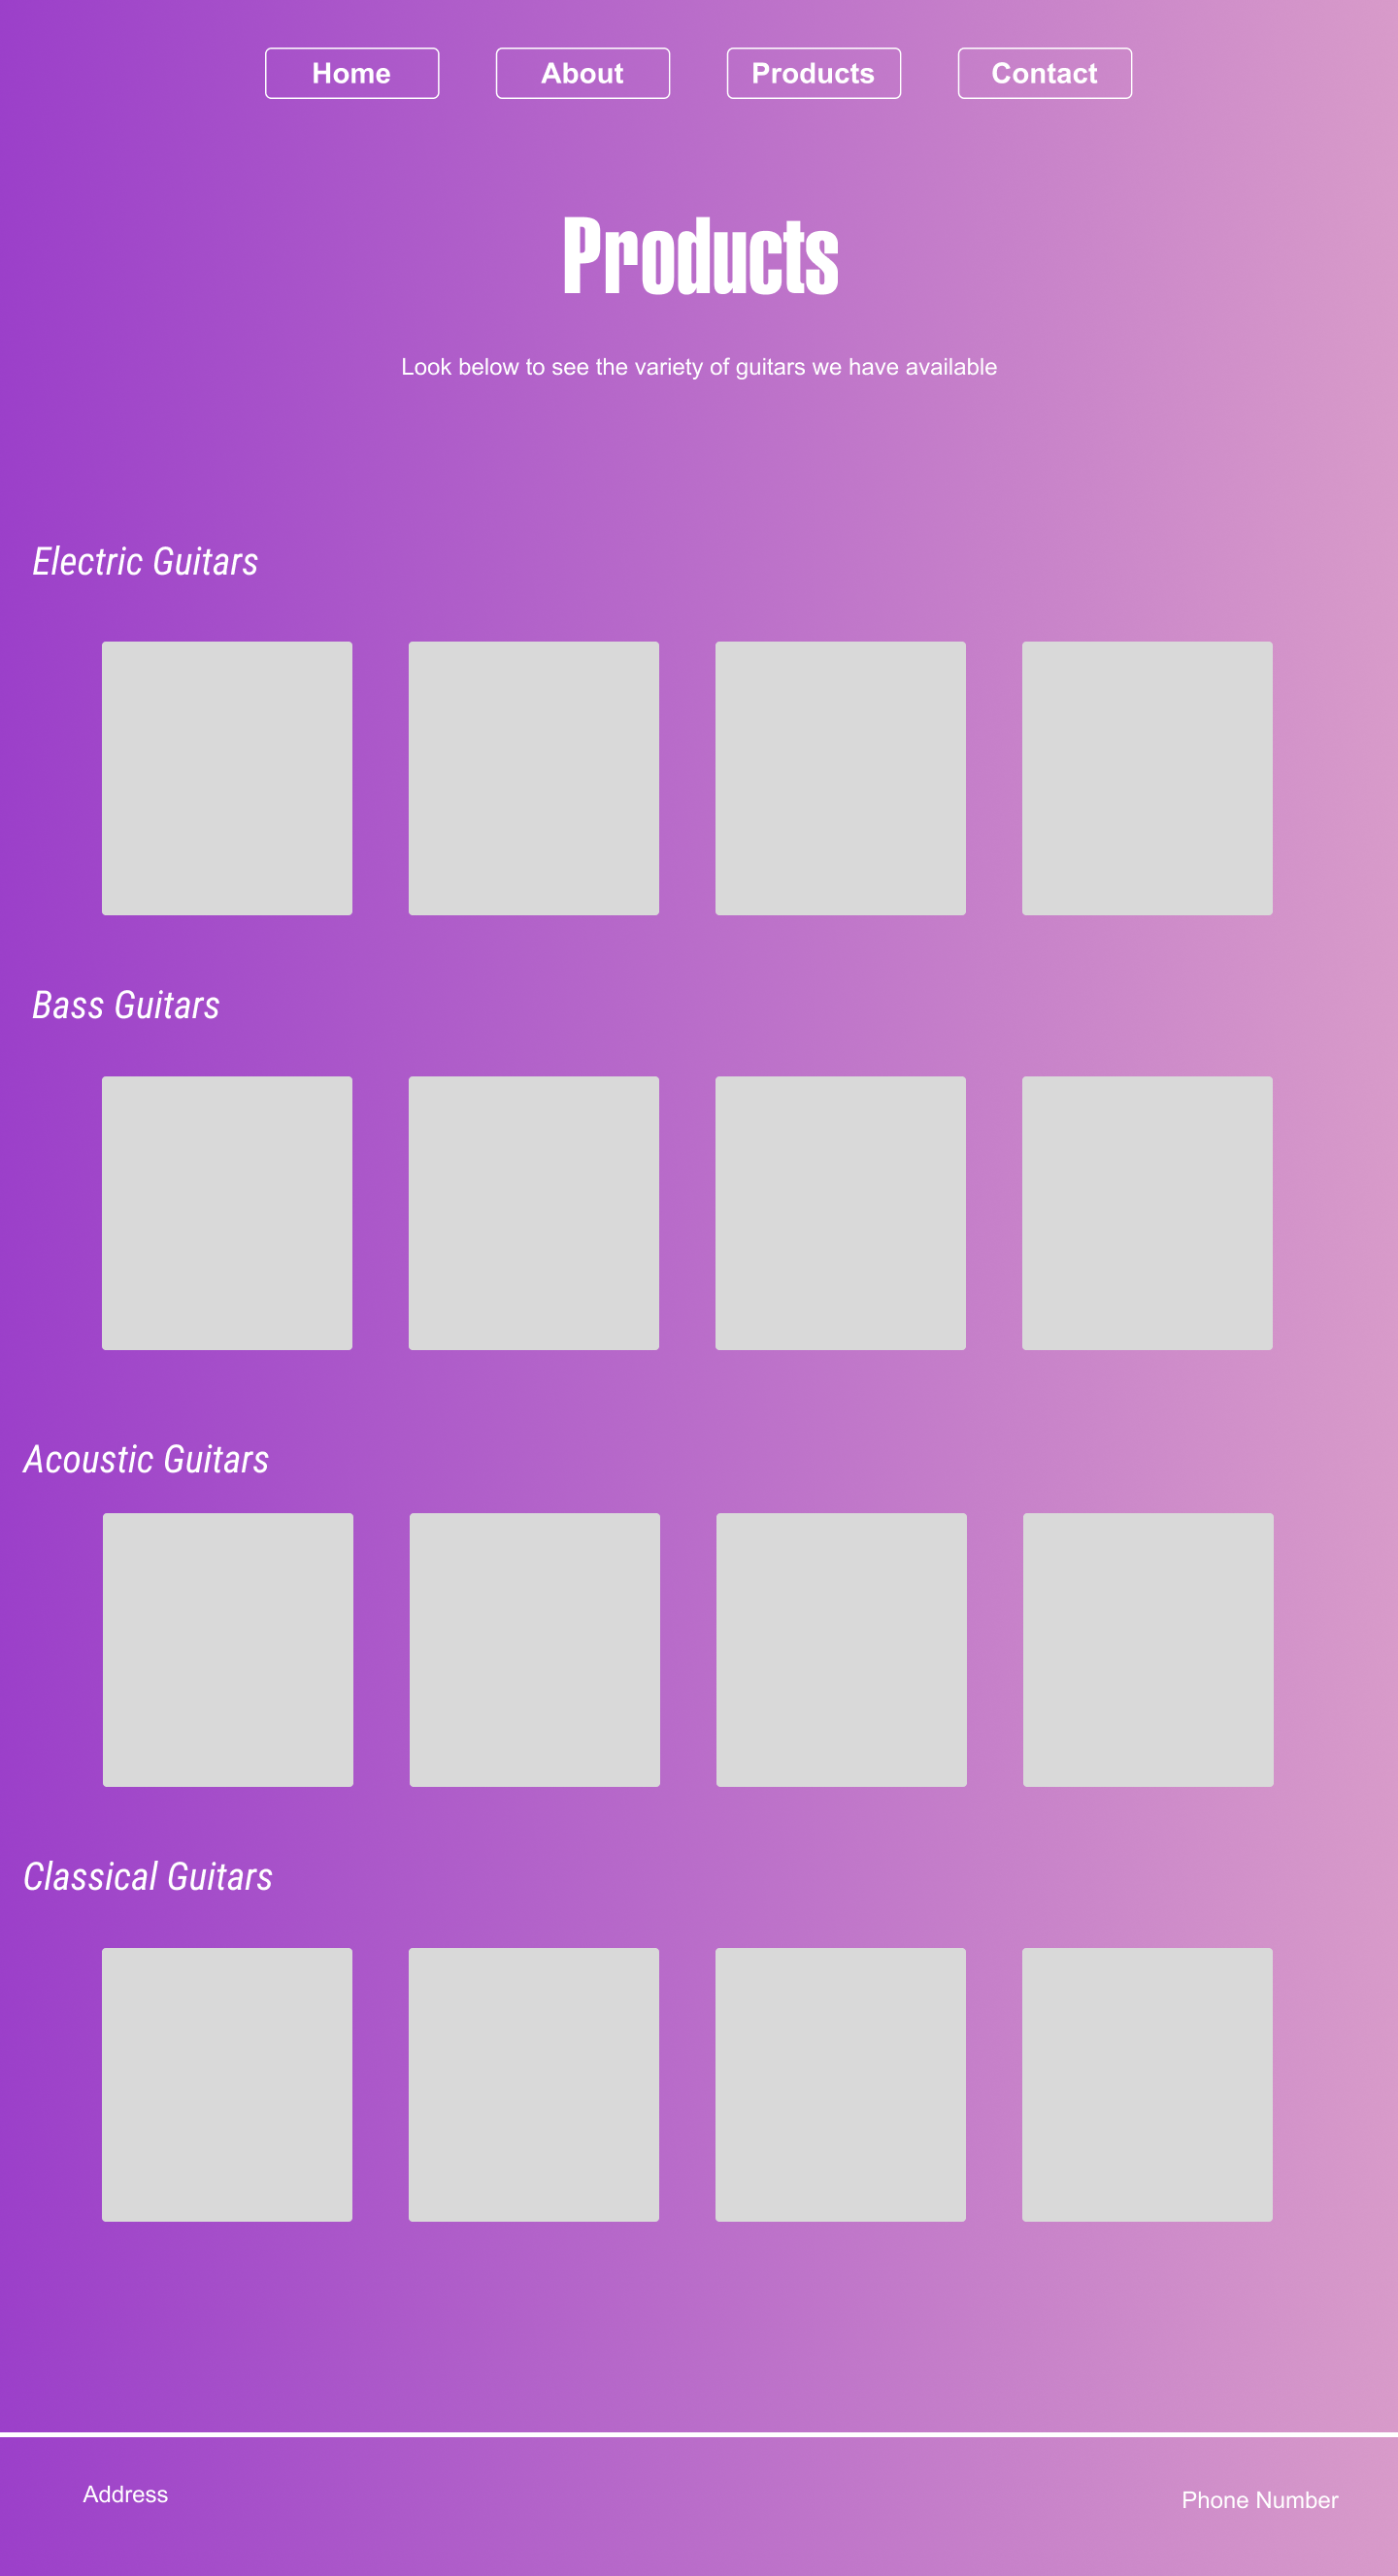 Home About Products Contact
Products
Look below to see the variety of guitars we have available
Electric Guitars
Bass Guitars
Acoustic Guitars
Classical Guitars
Address
Phone Number